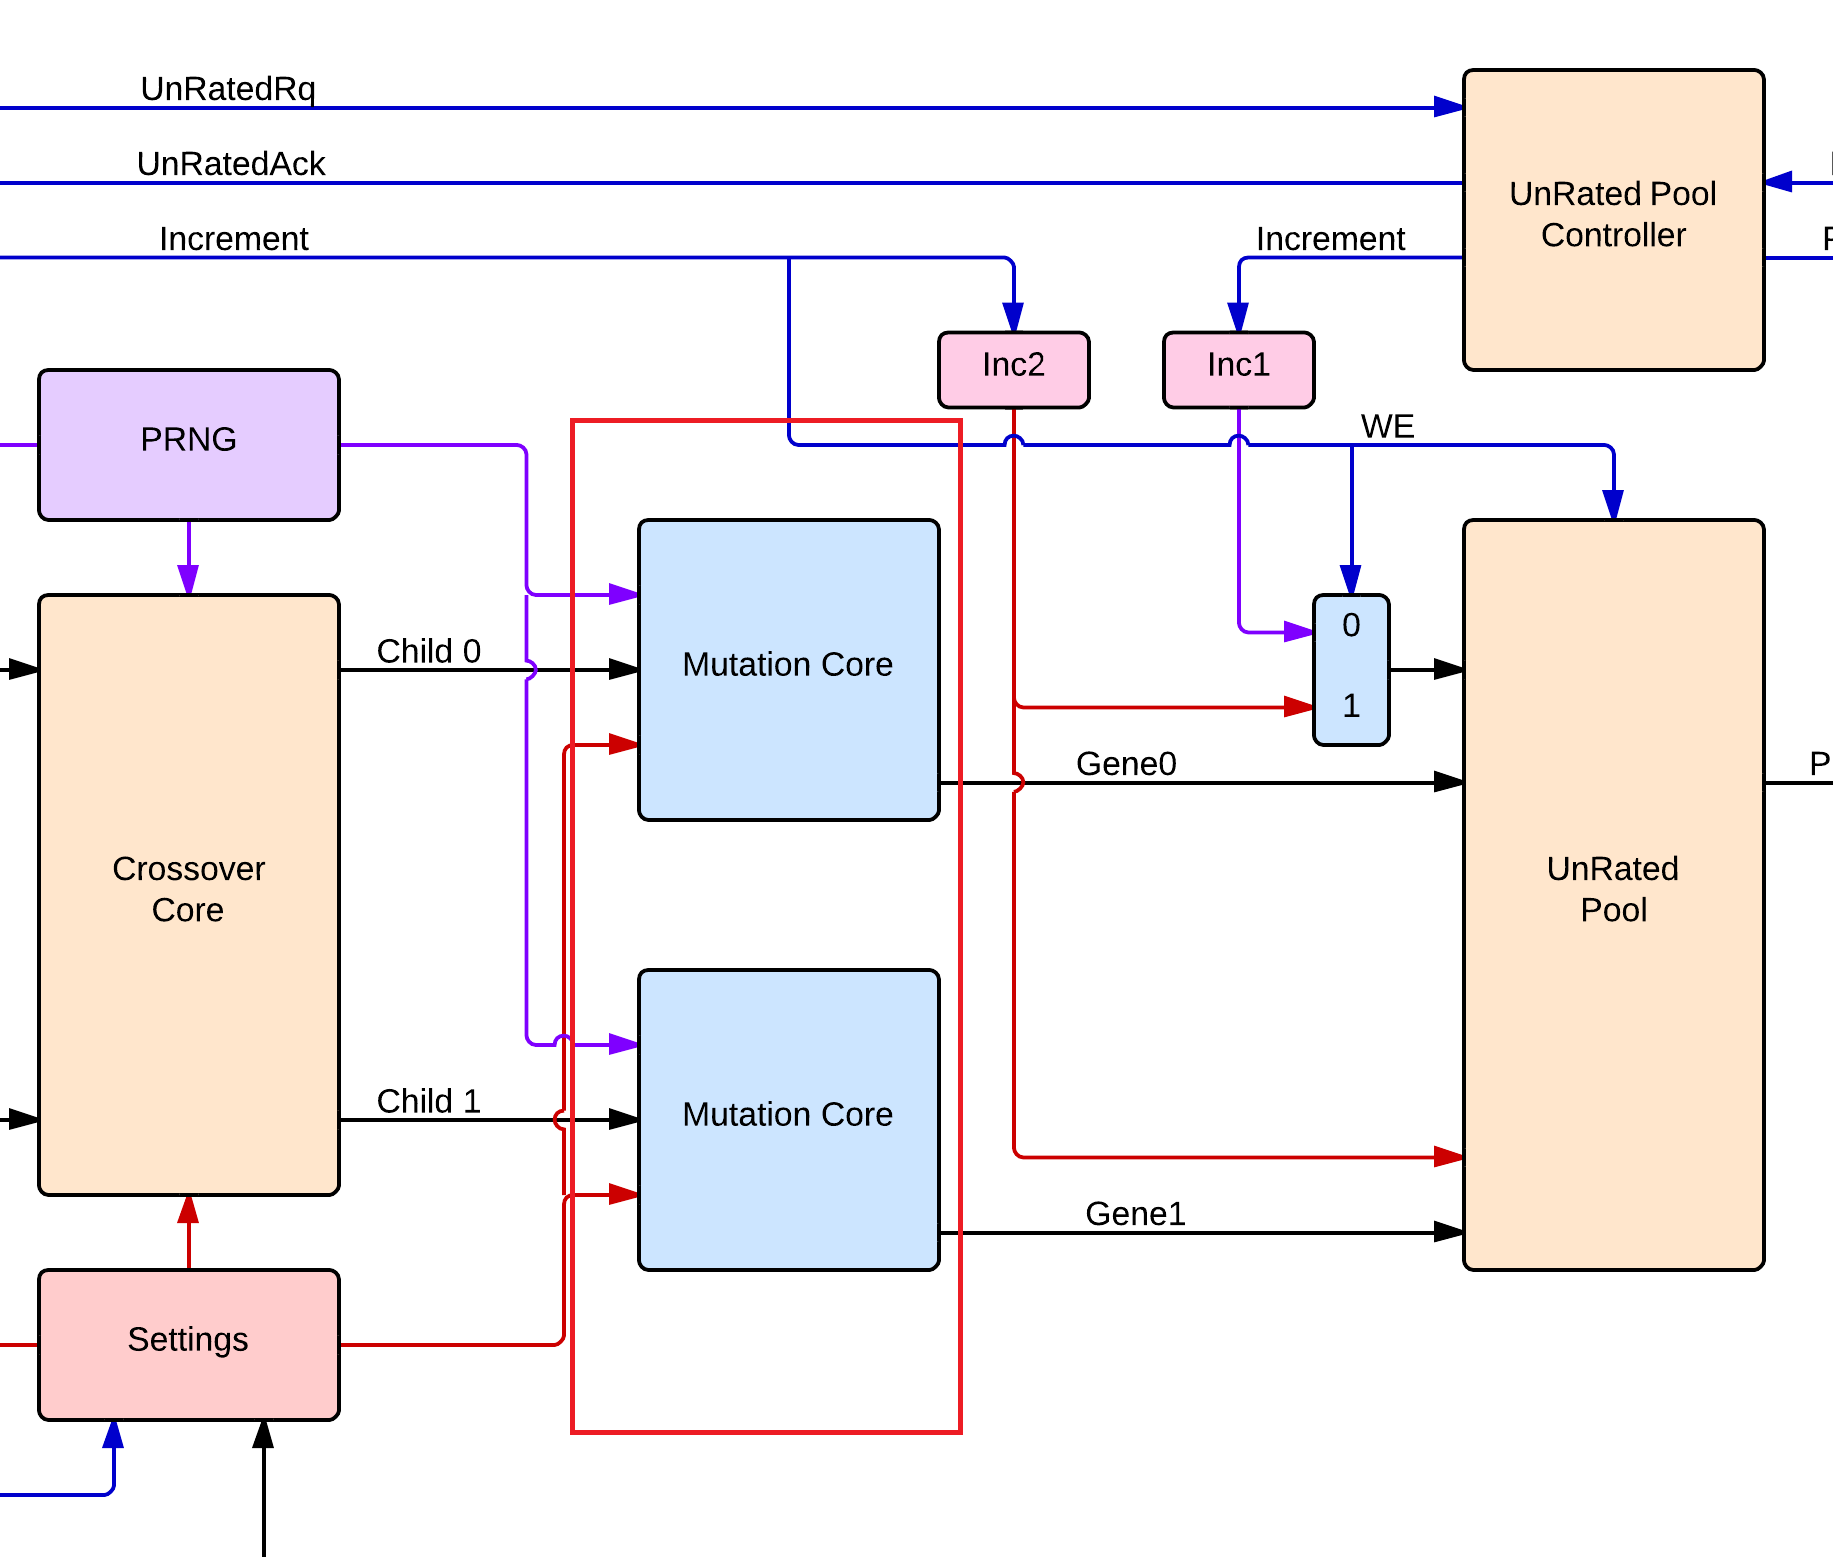 UnRatedRq
UnRatedAck
UnRated Pool
Controller
Increment
Increment
Inc2
Inc1
WE
PRNG
0
Child 0
Mutation Core
1
Gene0
P
Crossover
Core
UnRated
Pool
Child 1
Mutation Core
Gene1
Settings